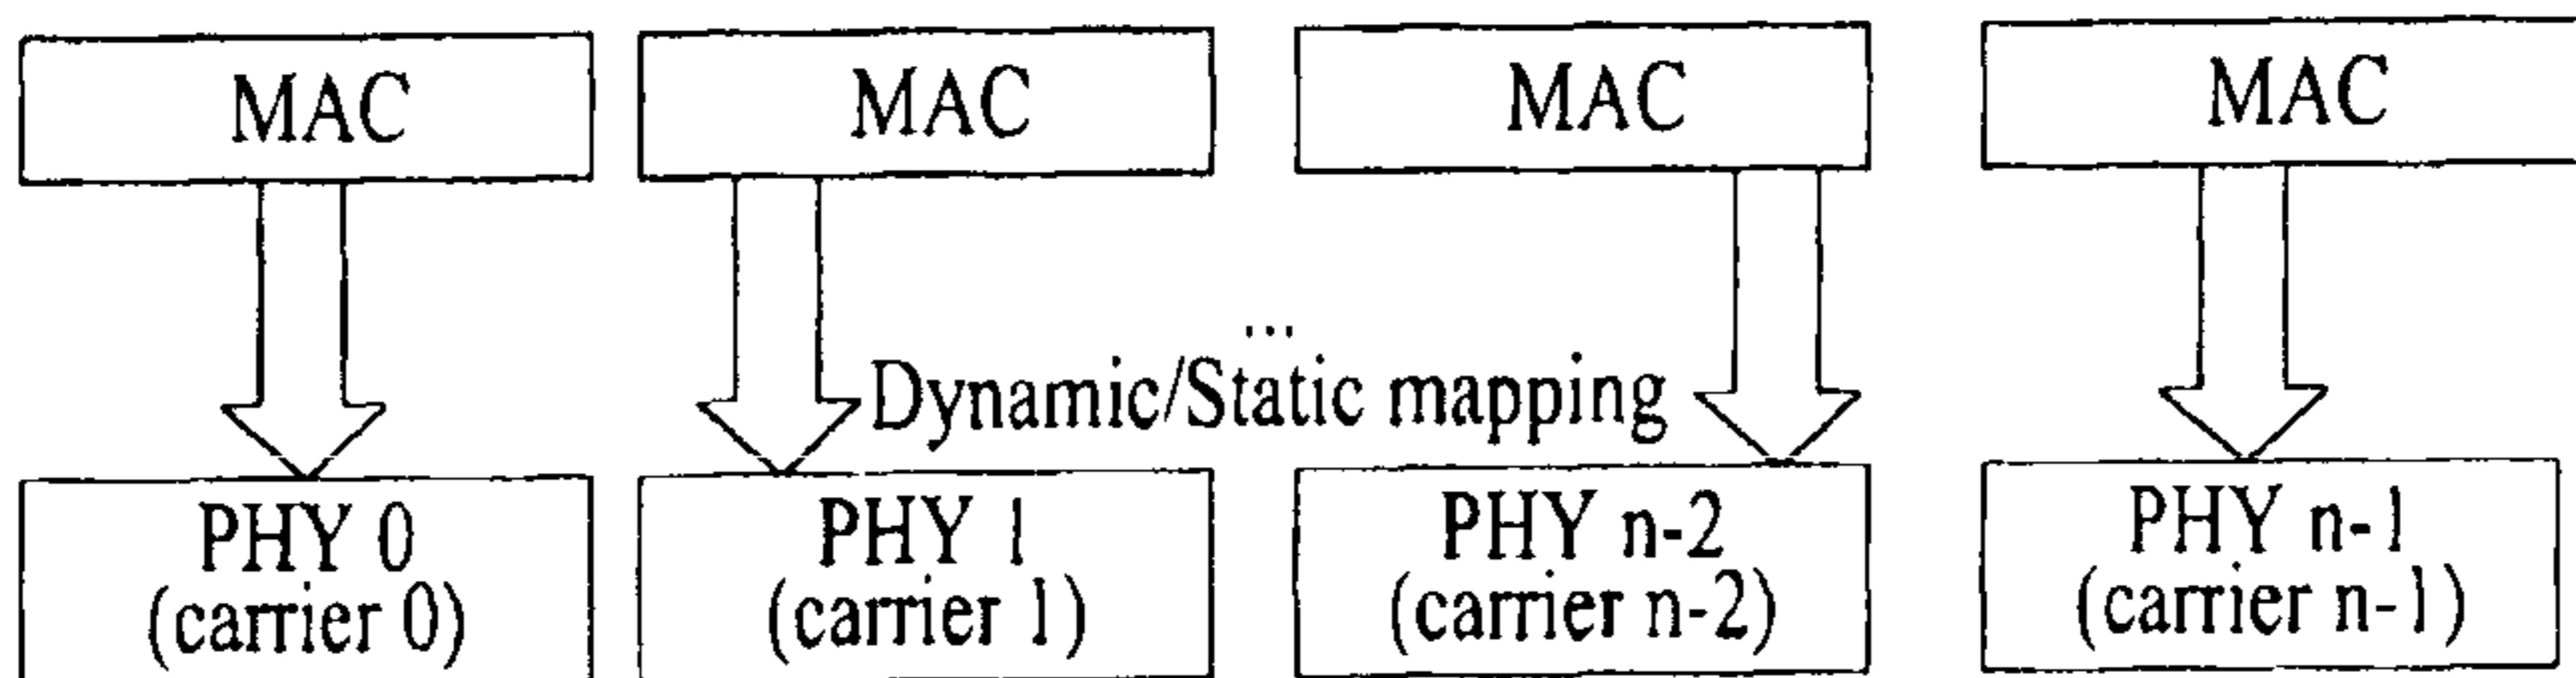 MAC
MAC
MAC
MAC
...
Dynamic/Static mapping
PHY 0
(carrier 0)
PHY 1
(carrier 1)
PHY n-2
(carrier n-2)
PHY n-1
(carrier n-1)